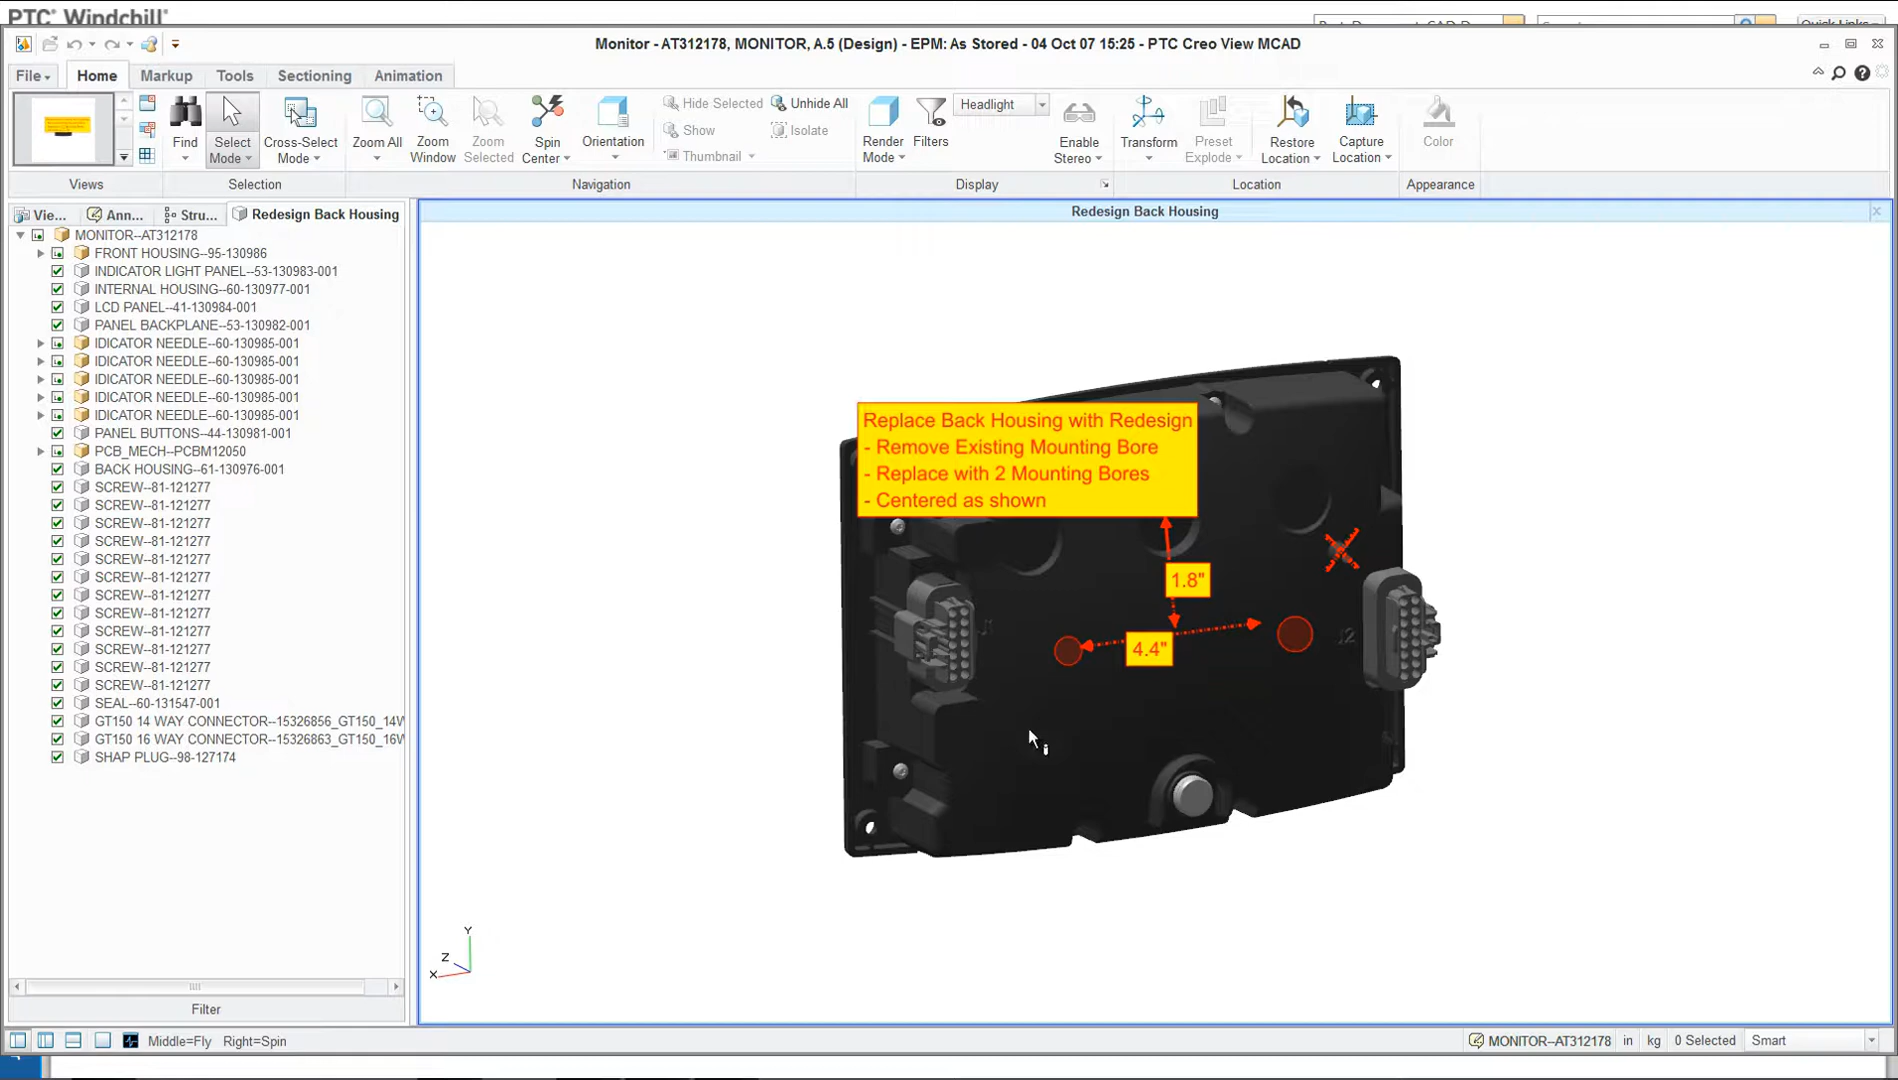 PTC® Windchill
Quick Links
Monitor - AT312178, MONITOR, A.5 (Design) - EPM: As Stored - 04 Oct 07 15:25 - PTC Creo View MCAD
File Home Markup Tools Sectioning Animation
Find
Select Mode
Cross-Select Mode
Zoom All
Zoom Window
Zoom Selected
Spin Center
Orientation
Hide Selected
Unhide All
Show
Isolate
Thumbnail
Render Mode
Filters
Headlight
Enable Stereo
Transform
Preset Explode
Restore Location
Capture Location
Color
Views Selection Navigation Display Location Appearance
Vie... Ann... Stru... Redesign Back Housing
Redesign Back Housing
MONITOR--AT312178
FRONT HOUSING--95-130986
INDICATOR LIGHT PANEL--53-130983-001
INTERNAL HOUSING--60-130977-001
LCD PANEL--41-130984-001
PANEL BACKPLANE--53-130982-001
IDICATOR NEEDLE--60-130985-001
IDICATOR NEEDLE--60-130985-001
IDICATOR NEEDLE--60-130985-001
IDICATOR NEEDLE--60-130985-001
IDICATOR NEEDLE--60-130985-001
PANEL BUTTONS--44-130981-001
PCB_MECH--PCBM12050
BACK HOUSING--61-130976-001
SCREW--81-121277
SCREW--81-121277
SCREW--81-121277
SCREW--81-121277
SCREW--81-121277
SCREW--81-121277
SCREW--81-121277
SCREW--81-121277
SCREW--81-121277
SCREW--81-121277
SCREW--81-121277
SCREW--81-121277
SEAL--60-131547-001
GT150 14 WAY CONNECTOR--15326856_GT150_14W
GT150 16 WAY CONNECTOR--15326863_GT150_16W
SHAP PLUG--98-127174
Filter
Replace Back Housing with Redesign
- Remove Existing Mounting Bore
- Replace with 2 Mounting Bores
- Centered as shown
1.8"
4.4"
J1
J2
Y
Z
X
Middle=Fly Right=Spin
MONITOR--AT312178 in kg 0 Selected Smart